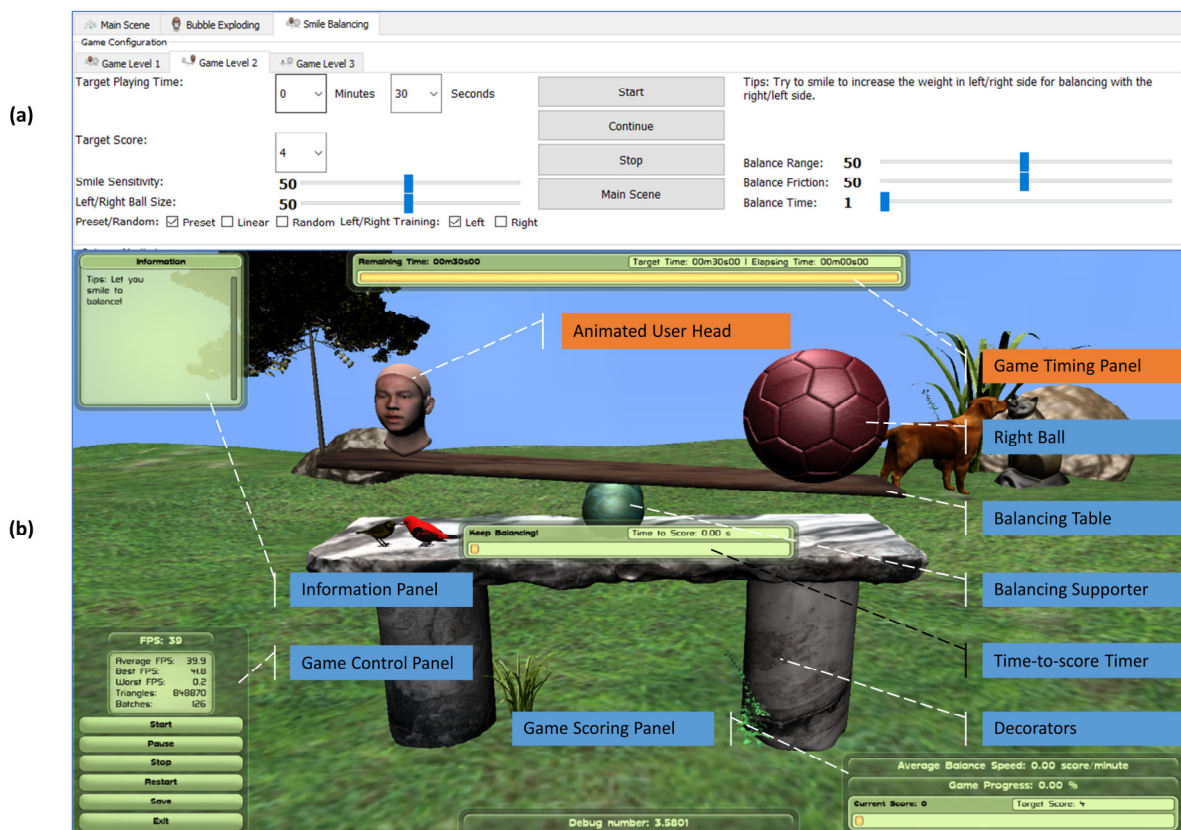 (a)
Main Scene Bubble Exploding Smile Balancing
Game Configuration
Game Level 1 Game Level 2 Game Level 3
Target Playing Time:
0 Minutes 30 Seconds
Target Score:
4
Smile Sensitivity: 50
Left/Right Ball Size: 50
Preset/Random: Preset Linear Random Left/Right Training: Left Right
Start
Continue
Stop
Main Scene
Tips: Try to smile to increase the weight in left/right side for balancing with the
right/left side.
Balance Range: 50
Balance Friction: 50
Balance Time: 1
(b)
Information
Tips: Let you
smile to
balance!
Remaining Time: 00m30s00 Target Time: 00m30s00 | Elapsing Time: 00m00s00
Animated User Head
Game Timing Panel
Right Ball
Balancing Table
Keep Balancing! Time to Score: 0.00 s
Information Panel
Balancing Supporter
Game Control Panel
Time-to-score Timer
Game Scoring Panel
Decorators
FPS: 39
Average FPS: 39.9
Best FPS: 41.8
Worst FPS: 0.2
Triangles: 848870
Batches: 126
Start
Pause
Stop
Restart
Save
Exit
Average Balance Speed: 0.00 score/minute
Game Progress: 0.00 %
Current Score: 0 Target Score: 4
Debug number: 3.5801